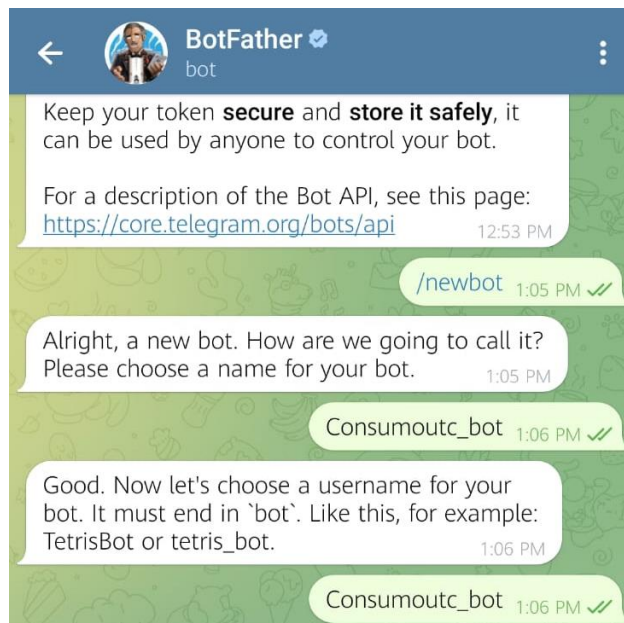 BotFather
bot
Keep your token secure and store it safely, it
can be used by anyone to control your bot.
For a description of the Bot API, see this page:
https://core.telegram.org/bots/api
12:53 PM
/newbot 1:05 PM
Alright, a new bot. How are we going to call it?
Please choose a name for your bot.
1:05 PM
Consumoutc_bot 1:06 PM
Good. Now let's choose a username for your
bot. It must end in `bot`. Like this, for example:
TetrisBot or tetris_bot.
1:06 PM
Consumoutc_bot 1:06 PM